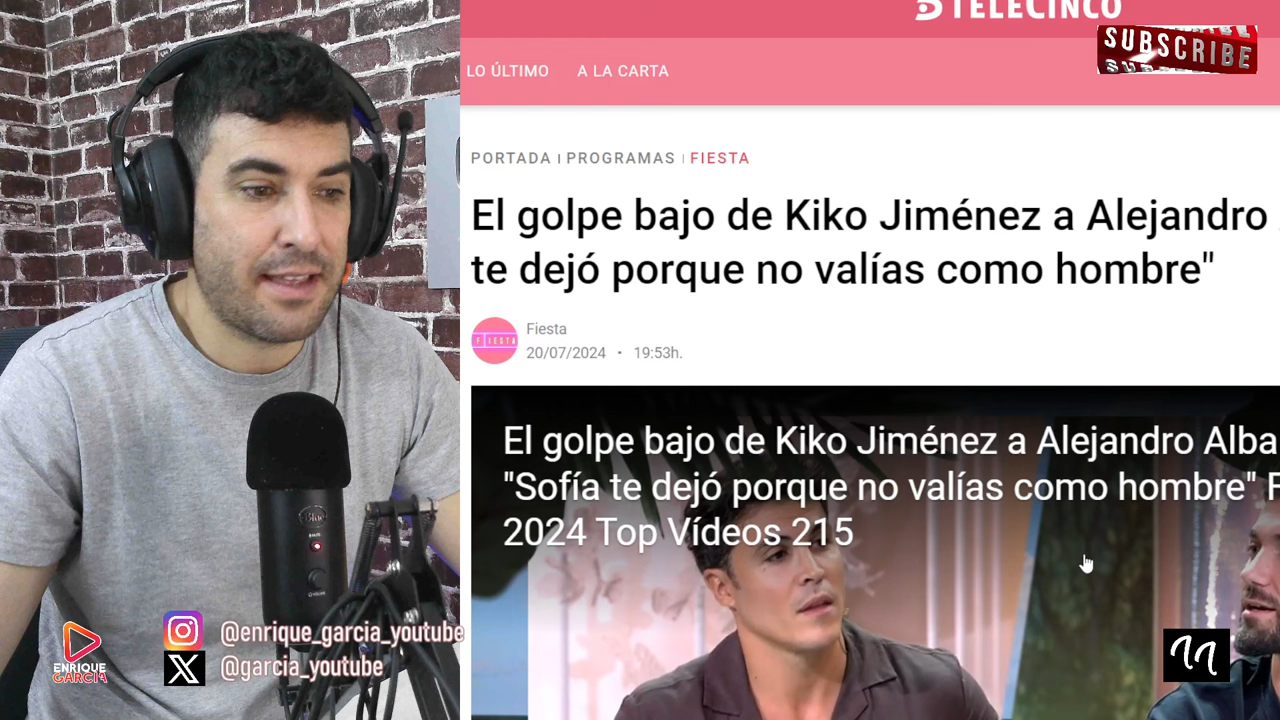 TELECINCO
SUBSCRIBE
LO ÚLTIMO
A LA CARTA
PORTADA | PROGRAMAS | FIESTA
El golpe bajo de Kiko Jiménez a Alejandro
te dejó porque no valías como hombre"
FIESTA
Fiesta
20/07/2024 • 19:53h.
El golpe bajo de Kiko Jiménez a Alejandro Alba
"Sofía te dejó porque no valías como hombre" F
2024 Top Vídeos 215
Blue
@enrique_garcia_youtube
@garcia_youtube
ENRIQUE
GARCIA